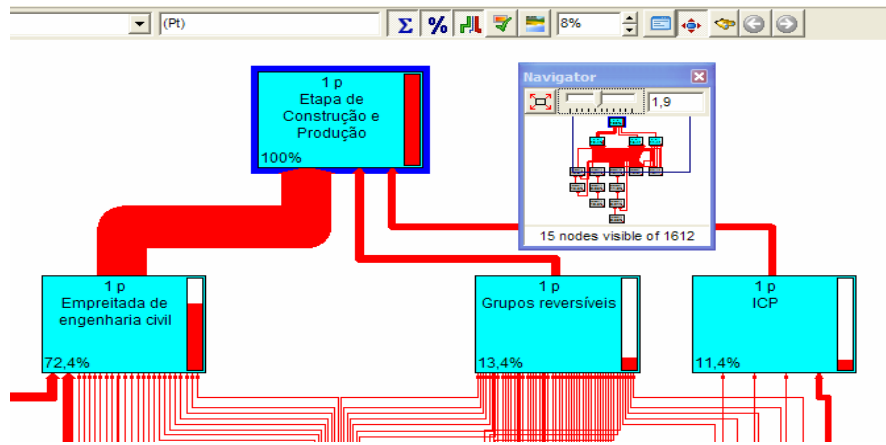 (Pt)
Σ
%
8%
1 p
Etapa de
Construção e
Produção
100%
Navigator
1,9
15 nodes visible of 1612
1 p
Empreitada de
engenharia civil
72,4%
1 p
Grupos reversíveis
13,4%
1 p
ICP
11,4%